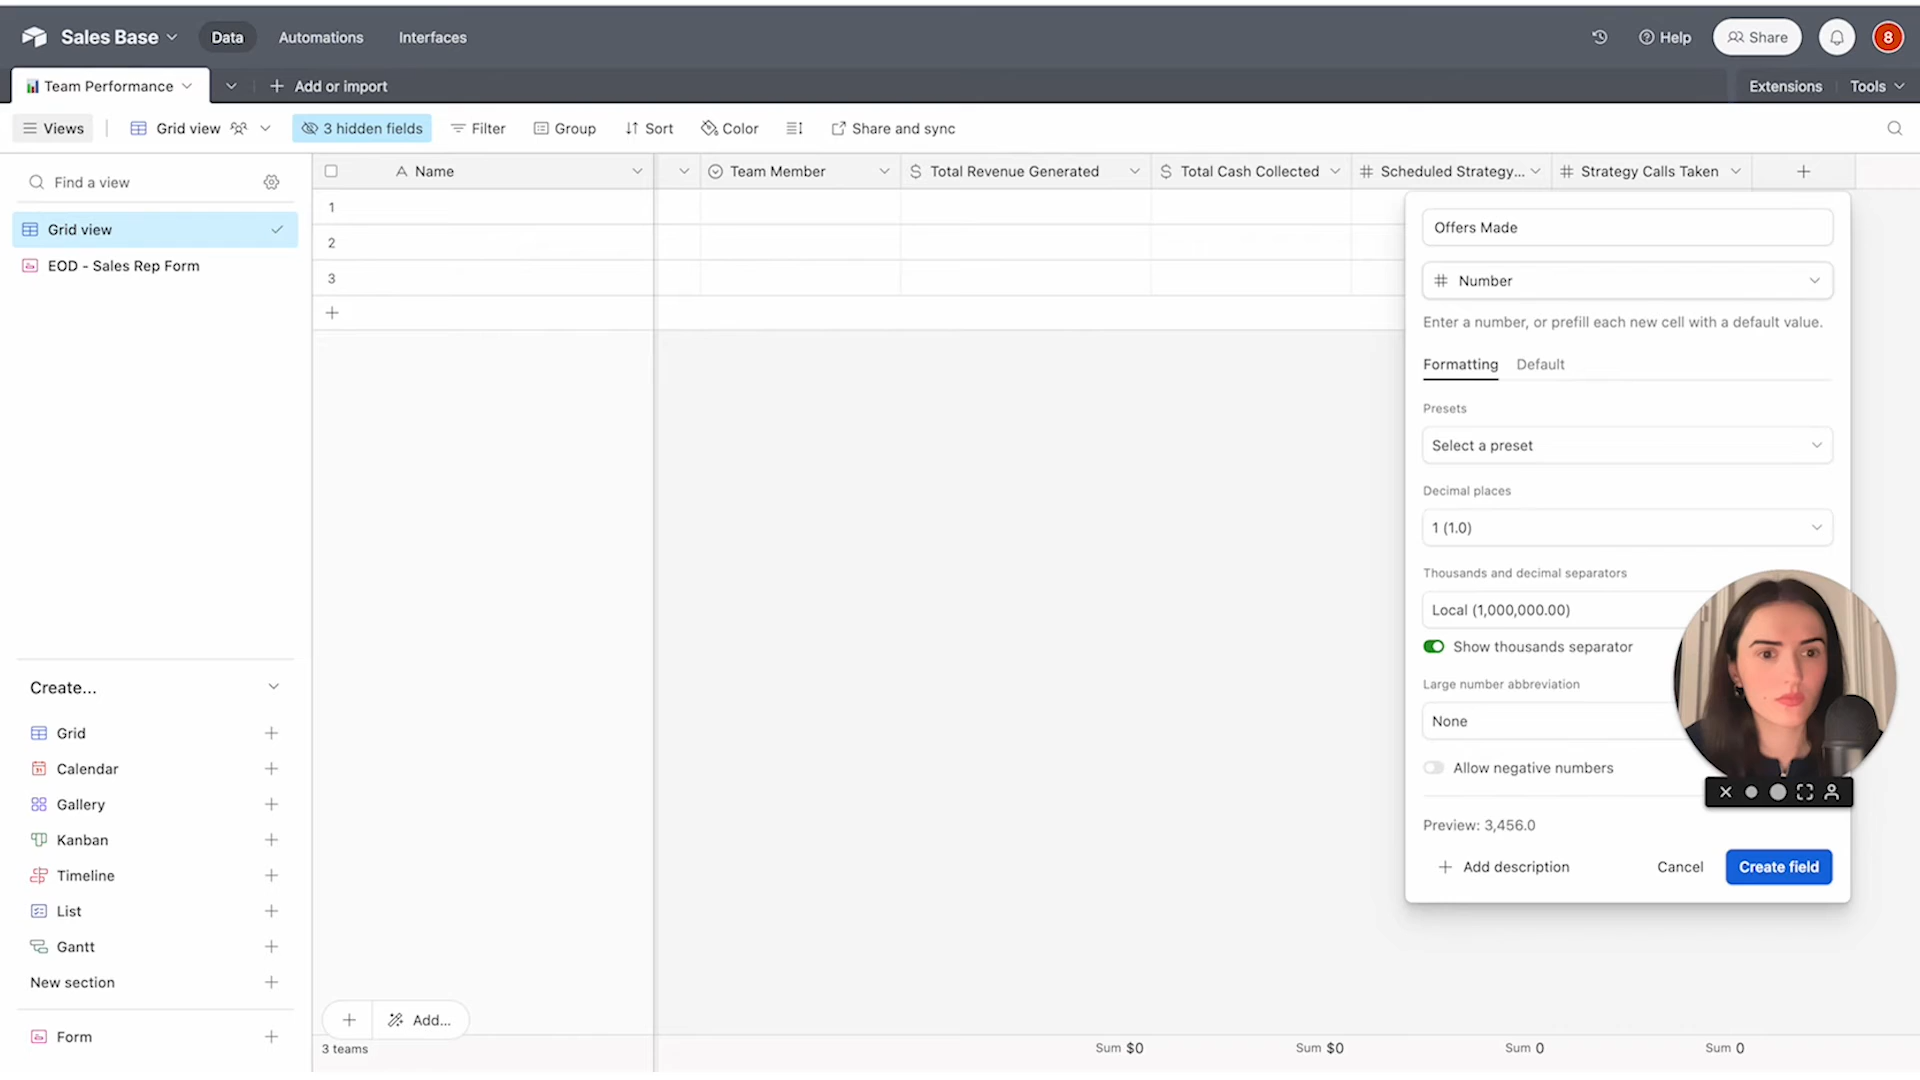 Sales Base
Data
Automations
Interfaces
Help
Share
8
Team Performance
Add or import
Extensions
Tools
Views
Grid view
3 hidden fields
Filter
Group
Sort
Color
Share and sync
Find a view
Name
Team Member
Total Revenue Generated
Total Cash Collected
Scheduled Strategy...
Strategy Calls Taken
Grid view
EOD - Sales Rep Form
1
2
3
Offers Made
Number
Enter a number, or prefill each new cell with a default value.
Formatting
Default
Presets
Select a preset
Decimal places
1 (1.0)
Thousands and decimal separators
Local (1,000,000.00)
Show thousands separator
Large number abbreviation
None
Allow negative numbers
Preview: 3,456.0
Add description
Cancel
Create field
Create...
Grid
Calendar
Gallery
Kanban
Timeline
List
Gantt
New section
Form
Add...
3 teams
Sum $0
Sum $0
Sum 0
Sum 0